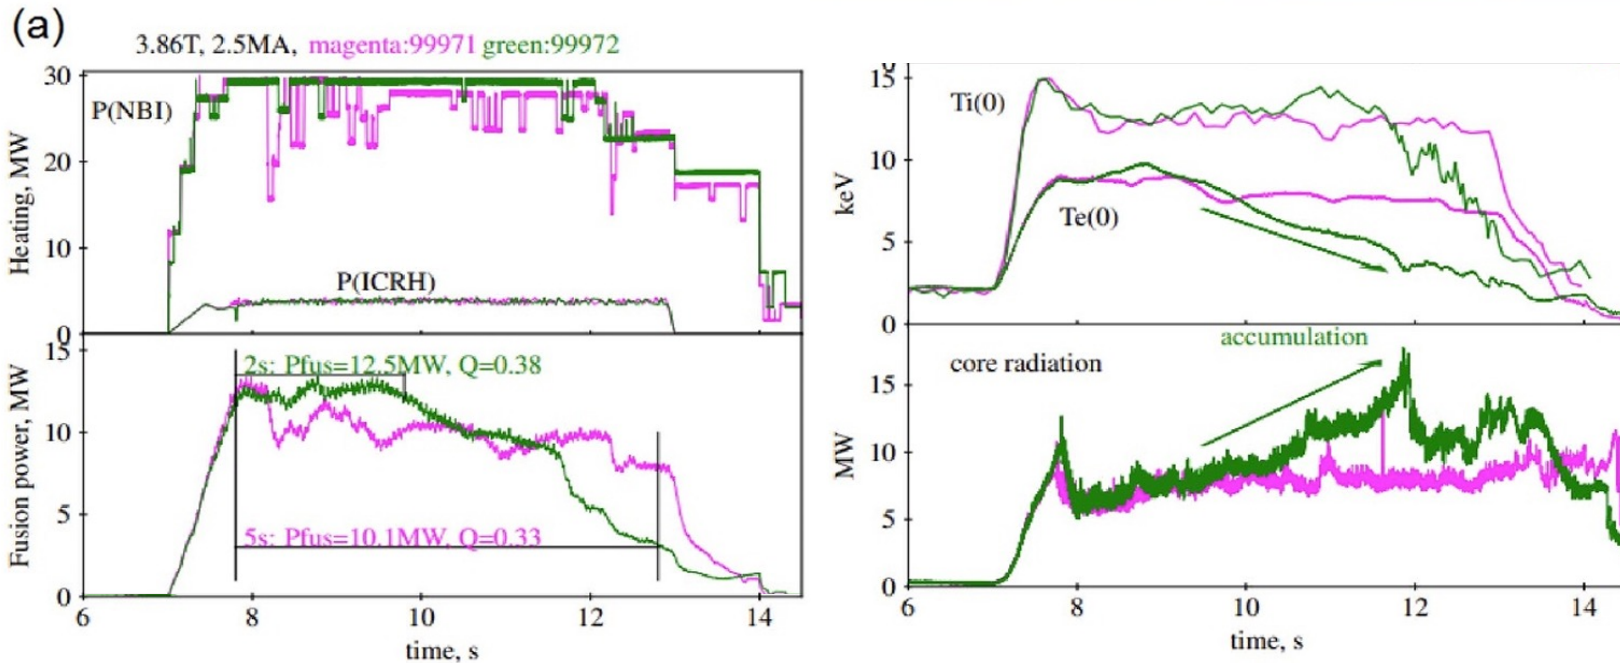 (a)
3.86T, 2.5MA, magenta:99971 green:99972
30
P(NBI)
20
Heating, MW
10
P(ICRH)
0
15
2s: Pfus=12.5MW, Q=0.38
10
Fusion power, MW
5
5s: Pfus=10.1MW, Q=0.33
0
6 8 10 12 14
time, s
15
Ti(0)
10
keV
Te(0)
5
0
accumulation
core radiation
15
10
MW
5
0
6 8 10 12 14
time, s